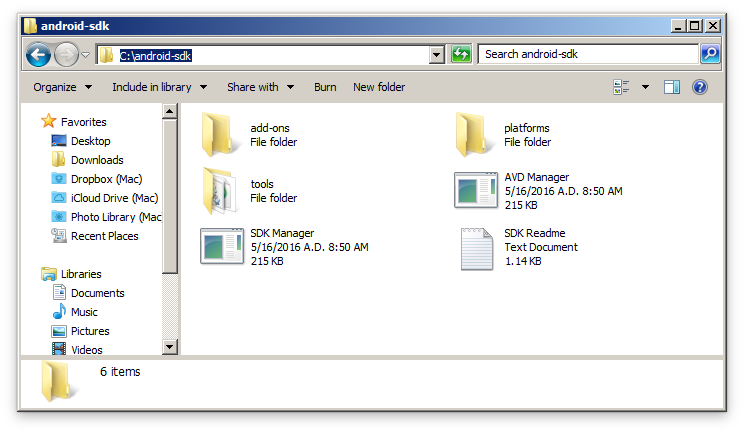 android-sdk
C:\android-sdk
Search android-sdk
Organize Include in library Share with Burn New folder
Favorites
Desktop
Downloads
Dropbox (Mac)
iCloud Drive (Mac)
Photo Library (Mac)
Recent Places
Libraries
Documents
Music
Pictures
Videos
add-ons
File folder
platforms
File folder
tools
File folder
AVD Manager
5/16/2016 A.D. 8:50 AM
215 KB
SDK Manager
5/16/2016 A.D. 8:50 AM
215 KB
SDK Readme
Text Document
1.14 KB
6 items